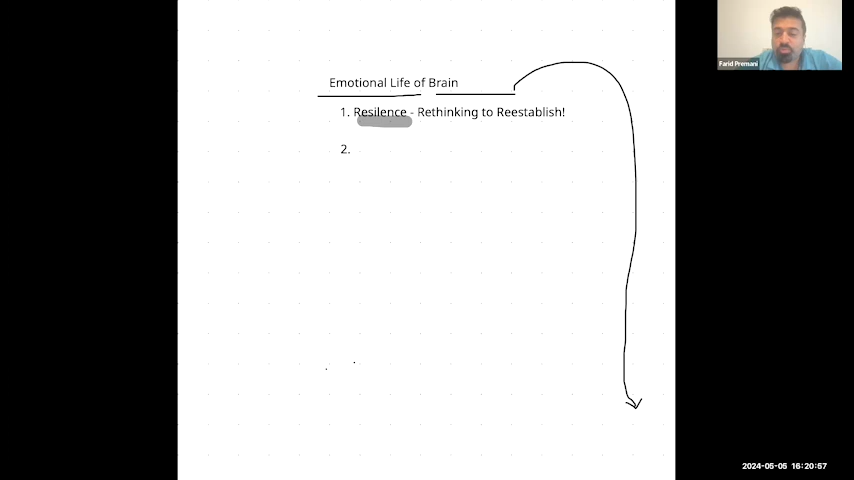 Farid Premani
Emotional Life of Brain
1. Resilence - Rethinking to Reestablish!
2.
2024-05-05 16:20:57